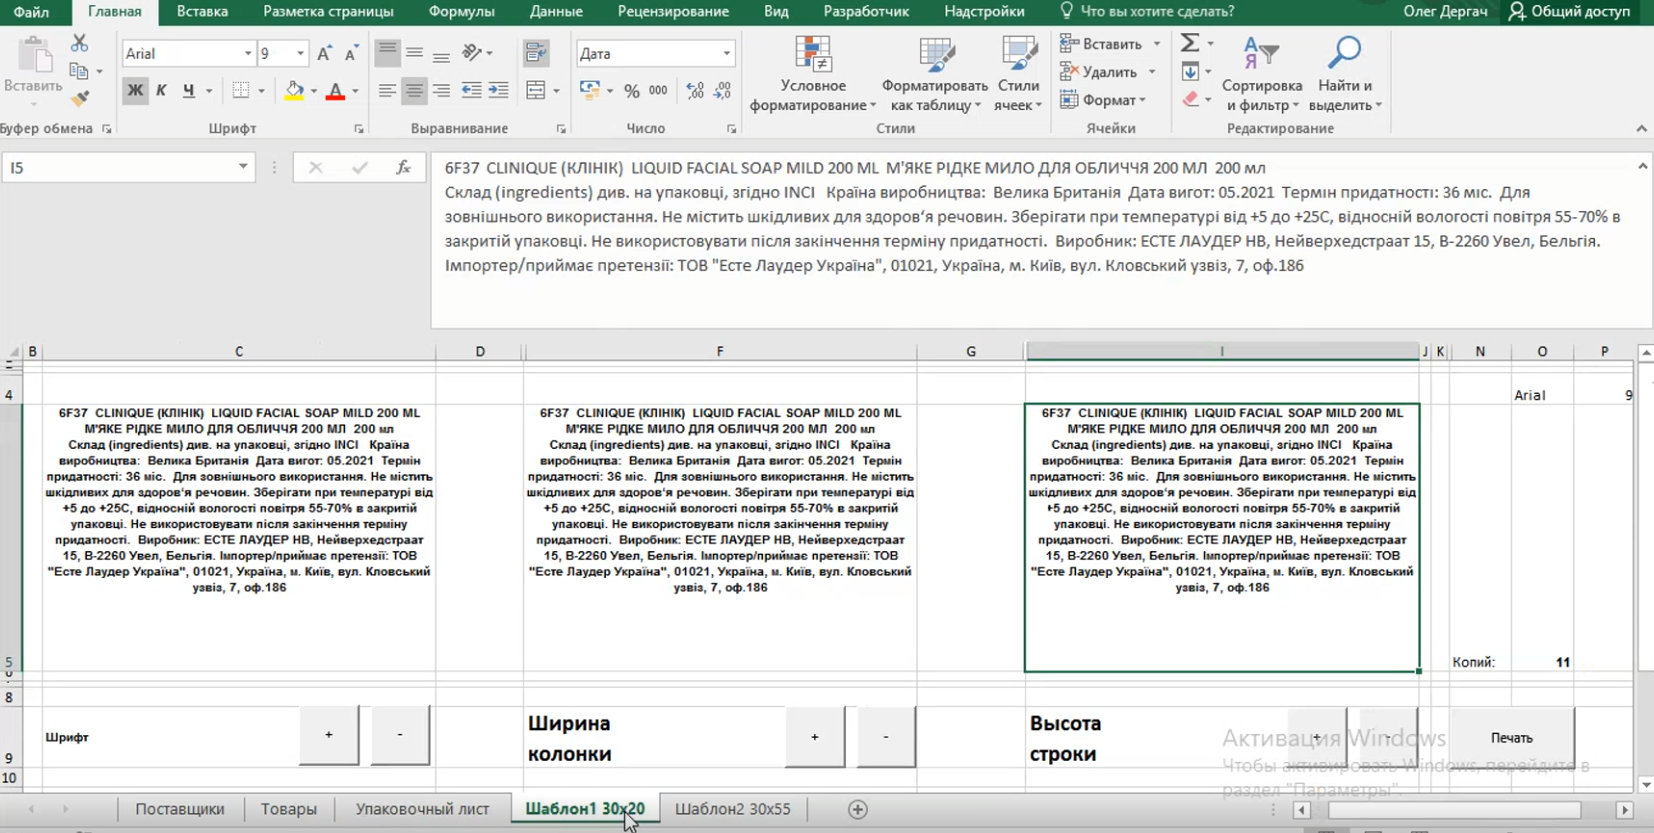 Файл Главная Вставка Разметка страницы Формулы Данные Рецензирование Вид Разработчик Надстройки Что вы хотите сделать? Олег Дергач Общий доступ
Вставить
Буфер обмена
Arial 9
Ж К Ч
Шрифт
Выравнивание
Дата
% 000
Число
Условное форматирование
Форматировать как таблицу
Стили ячеек
Стили
Вставить
Удалить
Формат
Ячейки
Сортировка и фильтр
Найти и выделить
Редактирование
I5 fx
6F37 CLINIQUE (КЛІНІК) LIQUID FACIAL SOAP MILD 200 ML М'ЯКЕ РІДКЕ МИЛО ДЛЯ ОБЛИЧЧЯ 200 МЛ 200 мл
Склад (ingredients) див. на упаковці, згідно INCI Країна виробництва: Велика Британія Дата вигот: 05.2021 Термін придатності: 36 міс. Для
зовнішнього використання. Не містить шкідливих для здоров'я речовин. Зберігати при температурі від +5 до +25С, відносній вологості повітря 55-70% в
закритій упаковці. Не використовувати після закінчення терміну придатності. Виробник: ЕСТЕ ЛАУДЕР НВ, Нейверхедстраат 15, В-2260 Увел, Бельгія.
Імпортер/приймає претензії: ТОВ "Есте Лаудер Україна", 01021, Україна, м. Київ, вул. Кловський узвіз, 7, оф.186
B C D F G I J K N O P
4
Arial 9
6F37 CLINIQUE (КЛІНІК) LIQUID FACIAL SOAP MILD 200 ML
М'ЯКЕ РІДКЕ МИЛО ДЛЯ ОБЛИЧЧЯ 200 МЛ 200 мл
Склад (ingredients) див. на упаковці, згідно INCI Країна
виробництва: Велика Британія Дата вигот: 05.2021 Термін
придатності: 36 міс. Для зовнішнього використання. Не містить
шкідливих для здоров'я речовин. Зберігати при температурі від
+5 до +25С, відносній вологості повітря 55-70% в закритій
упаковці. Не використовувати після закінчення терміну
придатності. Виробник: ЕСТЕ ЛАУДЕР НВ, Нейверхедстраат
15, В-2260 Увел, Бельгія. Імпортер/приймає претензії: ТОВ
"Есте Лаудер Україна", 01021, Україна, м. Київ, вул. Кловський
узвіз, 7, оф.186
6F37 CLINIQUE (КЛІНІК) LIQUID FACIAL SOAP MILD 200 ML
М'ЯКЕ РІДКЕ МИЛО ДЛЯ ОБЛИЧЧЯ 200 МЛ 200 мл
Склад (ingredients) див. на упаковці, згідно INCI Країна
виробництва: Велика Британія Дата вигот: 05.2021 Термін
придатності: 36 міс. Для зовнішнього використання. Не містить
шкідливих для здоров'я речовин. Зберігати при температурі від
+5 до +25С, відносній вологості повітря 55-70% в закритій
упаковці. Не використовувати після закінчення терміну
придатності. Виробник: ЕСТЕ ЛАУДЕР НВ, Нейверхедстраат
15, В-2260 Увел, Бельгія. Імпортер/приймає претензії: ТОВ
"Есте Лаудер Україна", 01021, Україна, м. Київ, вул. Кловський
узвіз, 7, оф.186
6F37 CLINIQUE (КЛІНІК) LIQUID FACIAL SOAP MILD 200 ML
М'ЯКЕ РІДКЕ МИЛО ДЛЯ ОБЛИЧЧЯ 200 МЛ 200 мл
Склад (ingredients) див. на упаковці, згідно INCI Країна
виробництва: Велика Британія Дата вигот: 05.2021 Термін
придатності: 36 міс. Для зовнішнього використання. Не містить
шкідливих для здоров'я речовин. Зберігати при температурі від
+5 до +25С, відносній вологості повітря 55-70% в закритій
упаковці. Не використовувати після закінчення терміну
придатності. Виробник: ЕСТЕ ЛАУДЕР НВ, Нейверхедстраат
15, В-2260 Увел, Бельгія. Імпортер/приймає претензії: ТОВ
"Есте Лаудер Україна", 01021, Україна, м. Київ, вул. Кловський
узвіз, 7, оф.186
5 Копий: 11
8
9 Шрифт + -
Ширина
колонки + -
Высота
строки + -
Печать
10
Активация Windows
Чтобы активировать Windows, перейдите в
раздел "Параметры".
Поставщики Товары Упаковочный лист Шаблон1 30x20 Шаблон2 30x55